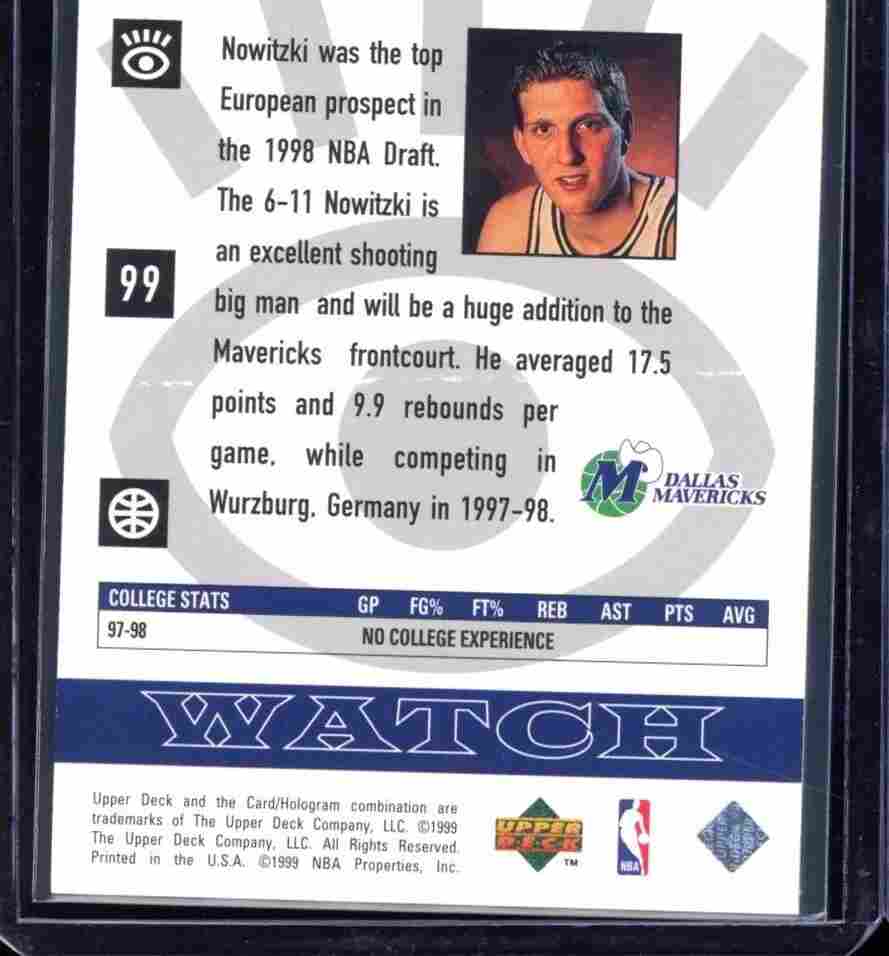 Nowitzki was the top
European prospect in
the 1998 NBA Draft.
The 6-11 Nowitzki is
an excellent shooting
99
big man and will be a huge addition to the
Mavericks frontcourt. He averaged 17.5
points and 9.9 rebounds per
game, while competing in
Wurzburg, Germany in 1997-98.
M DALLAS
MAVERICKS
COLLEGE STATS GP FG% FT% REB AST PTS AVG
97-98 NO COLLEGE EXPERIENCE
WATCH
Upper Deck and the Card/Hologram combination are
trademarks of The Upper Deck Company, LLC. ©1999
The Upper Deck Company, LLC. All Rights Reserved.
Printed in the U.S.A. ©1999 NBA Properties, Inc.
UPPER
DECK
TM
NBA